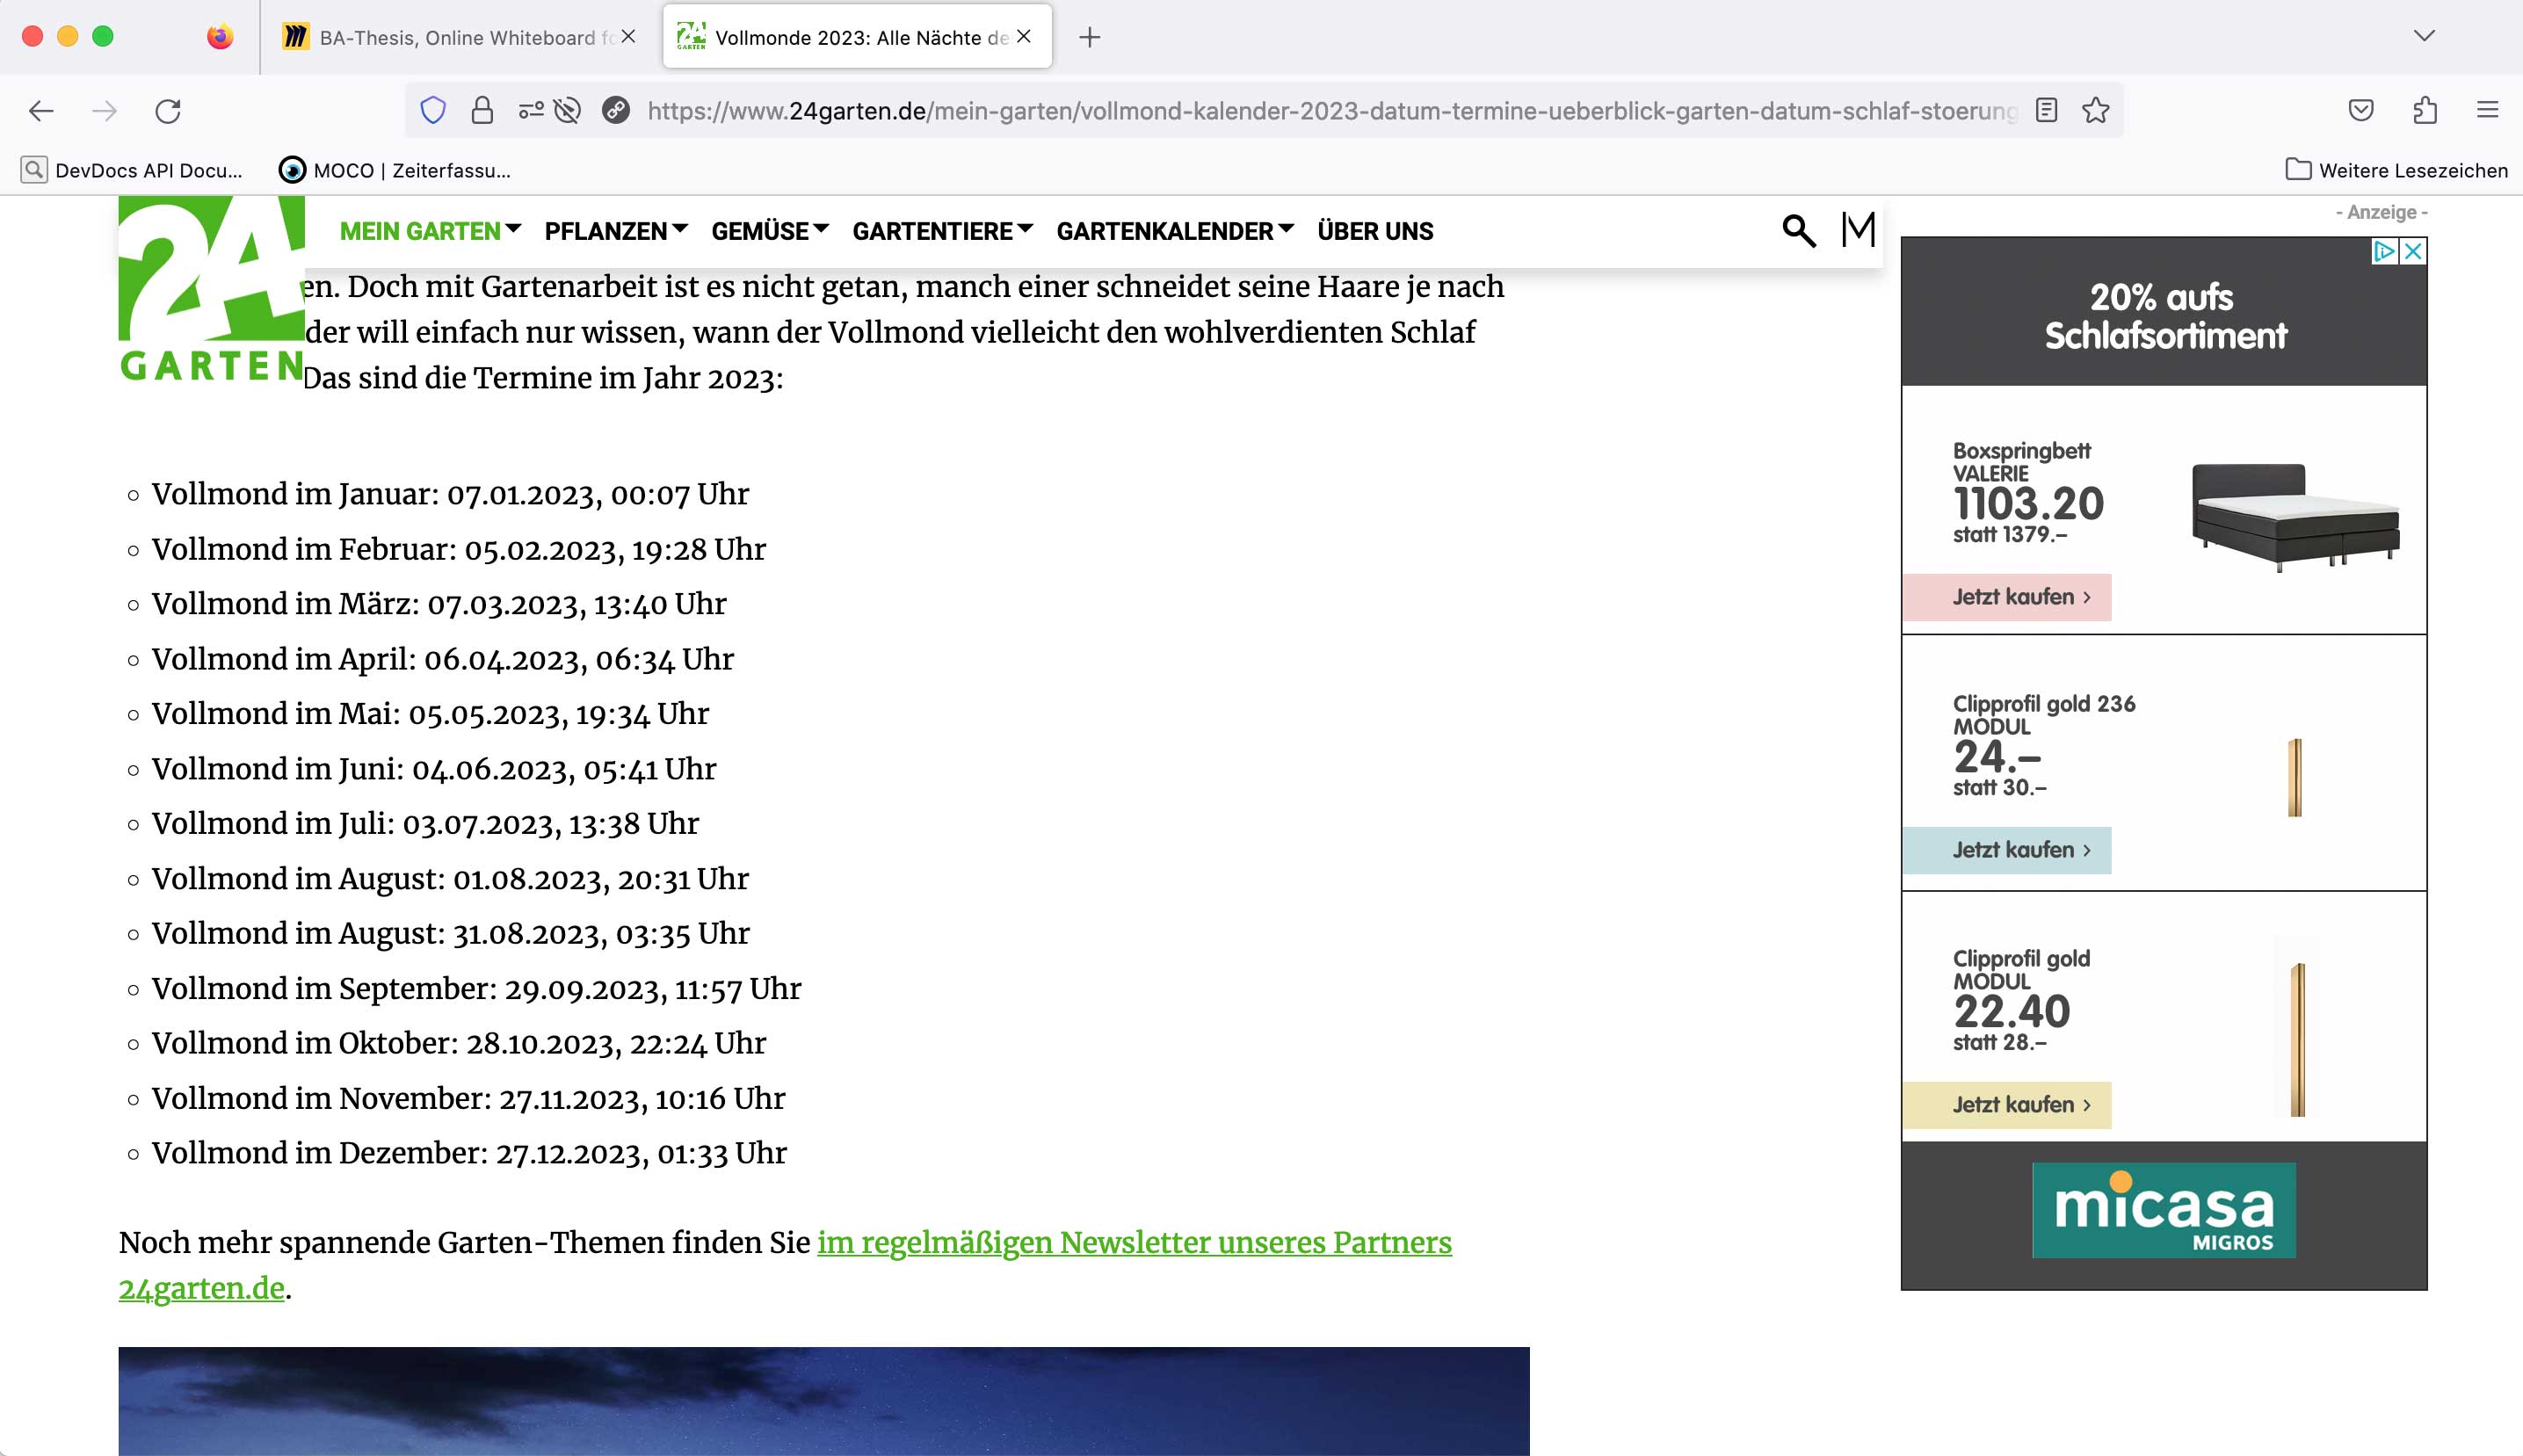 BA-Thesis, Online Whiteboard fo
Vollmonde 2023: Alle Nächte de
https://www.24garten.de/mein-garten/vollmond-kalender-2023-datum-termine-ueberblick-garten-datum-schlaf-stoerung
DevDocs API Docu...
MOCO | Zeiterfassu...
Weitere Lesezeichen
24
GARTEN
MEIN GARTEN
PFLANZEN
GEMÜSE
GARTENTIERE
GARTENKALENDER
ÜBER UNS
M
en. Doch mit Gartenarbeit ist es nicht getan, manch einer schneidet seine Haare je nach
der will einfach nur wissen, wann der Vollmond vielleicht den wohlverdienten Schlaf
Das sind die Termine im Jahr 2023:
Vollmond im Januar: 07.01.2023, 00:07 Uhr
Vollmond im Februar: 05.02.2023, 19:28 Uhr
Vollmond im März: 07.03.2023, 13:40 Uhr
Vollmond im April: 06.04.2023, 06:34 Uhr
Vollmond im Mai: 05.05.2023, 19:34 Uhr
Vollmond im Juni: 04.06.2023, 05:41 Uhr
Vollmond im Juli: 03.07.2023, 13:38 Uhr
Vollmond im August: 01.08.2023, 20:31 Uhr
Vollmond im August: 31.08.2023, 03:35 Uhr
Vollmond im September: 29.09.2023, 11:57 Uhr
Vollmond im Oktober: 28.10.2023, 22:24 Uhr
Vollmond im November: 27.11.2023, 10:16 Uhr
Vollmond im Dezember: 27.12.2023, 01:33 Uhr
Noch mehr spannende Garten-Themen finden Sie im regelmäßigen Newsletter unseres Partners
24garten.de.
- Anzeige -
20% aufs
Schlafsortiment
Boxspringbett
VALERIE
1103.20
statt 1379.–
Jetzt kaufen ›
Clipprofil gold 236
MODUL
24.–
statt 30.–
Jetzt kaufen ›
Clipprofil gold
MODUL
22.40
statt 28.–
Jetzt kaufen ›
micasa
MIGROS